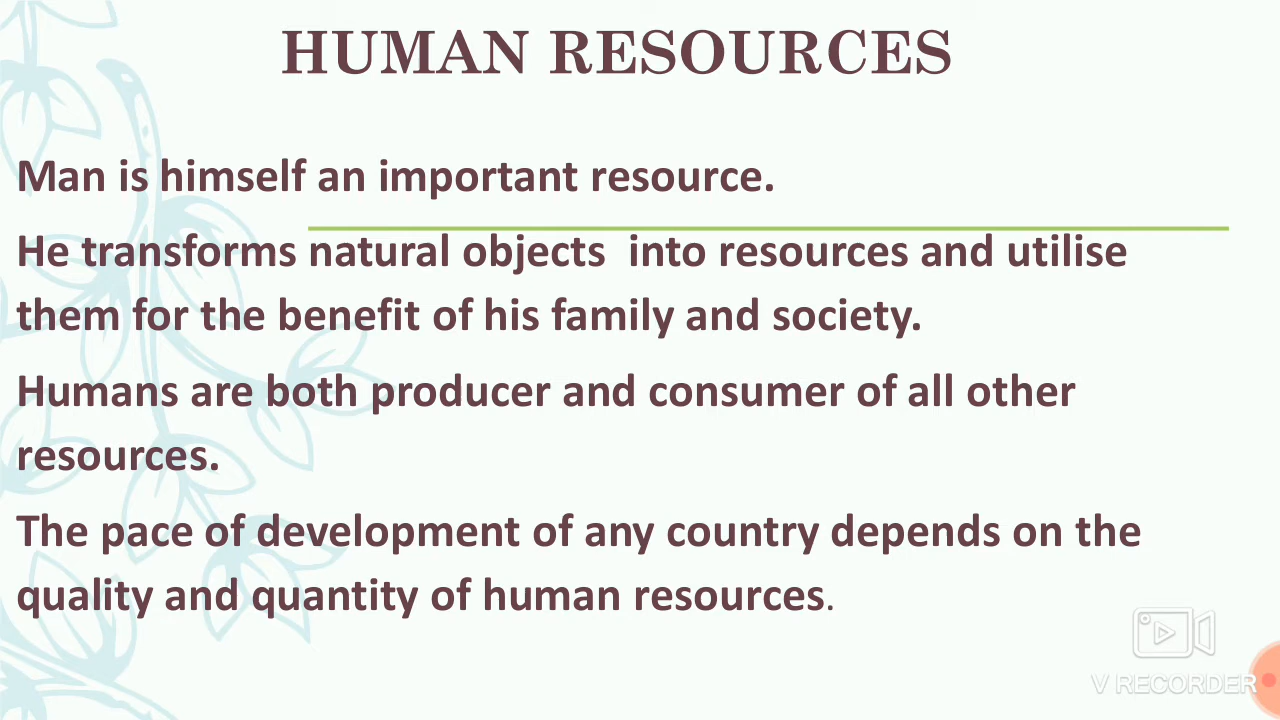 HUMAN RESOURCES
Man is himself an important resource.
He transforms natural objects  into resources and utilise
them for the benefit of his family and society.
Humans are both producer and consumer of all other
resources.
The pace of development of any country depends on the
quality and quantity of human resources.
V RECORDER